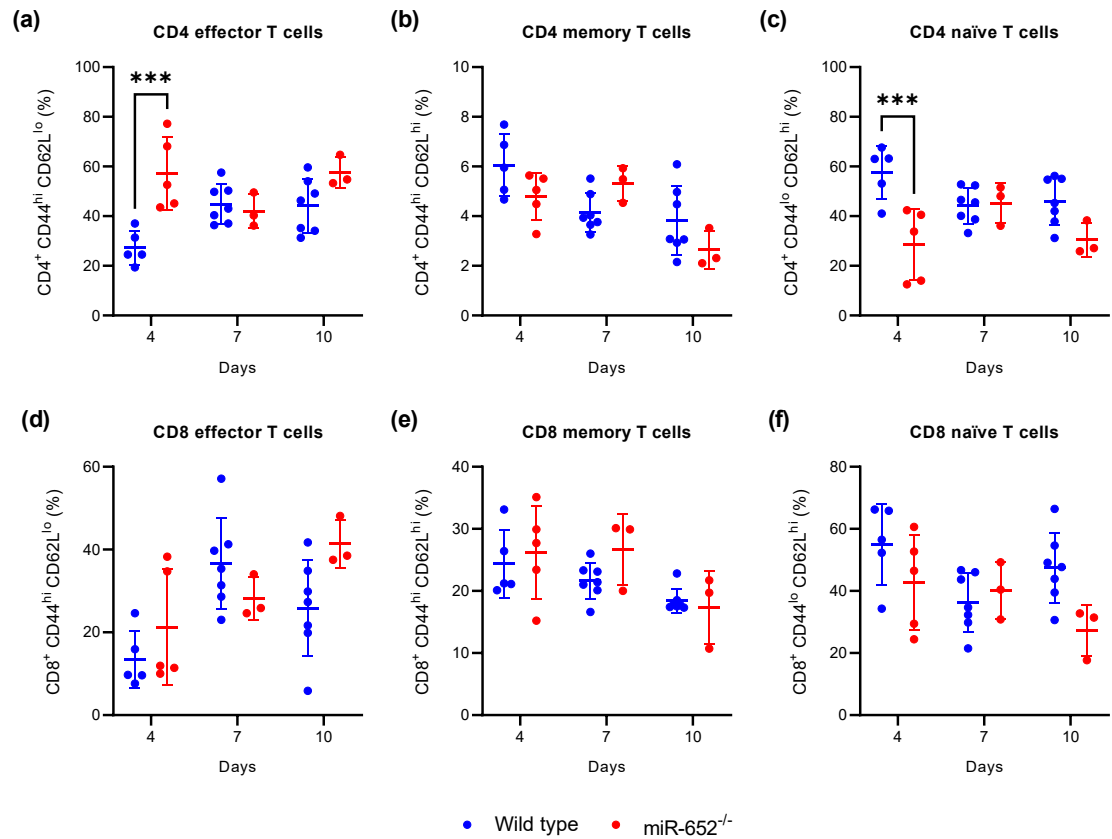 (a)
CD4 effector T cells
CD4⁺ CD44ʰⁱ CD62Lˡᵒ (%)
100
80
60
40
20
0
***
4 7 10
Days
(b)
CD4 memory T cells
CD4⁺ CD44ʰⁱ CD62Lʰⁱ (%)
10
8
6
4
2
0
4 7 10
Days
(c)
CD4 naïve T cells
CD4⁺ CD44ˡᵒ CD62Lʰⁱ (%)
100
80
60
40
20
0
***
4 7 10
Days
(d)
CD8 effector T cells
CD8⁺ CD44ʰⁱ CD62Lˡᵒ (%)
60
40
20
0
4 7 10
Days
(e)
CD8 memory T cells
CD8⁺ CD44ʰⁱ CD62Lʰⁱ (%)
40
30
20
10
0
4 7 10
Days
(f)
CD8 naïve T cells
CD8⁺ CD44ˡᵒ CD62Lʰⁱ (%)
100
80
60
40
20
0
4 7 10
Days
Wild type miR-652⁻/⁻